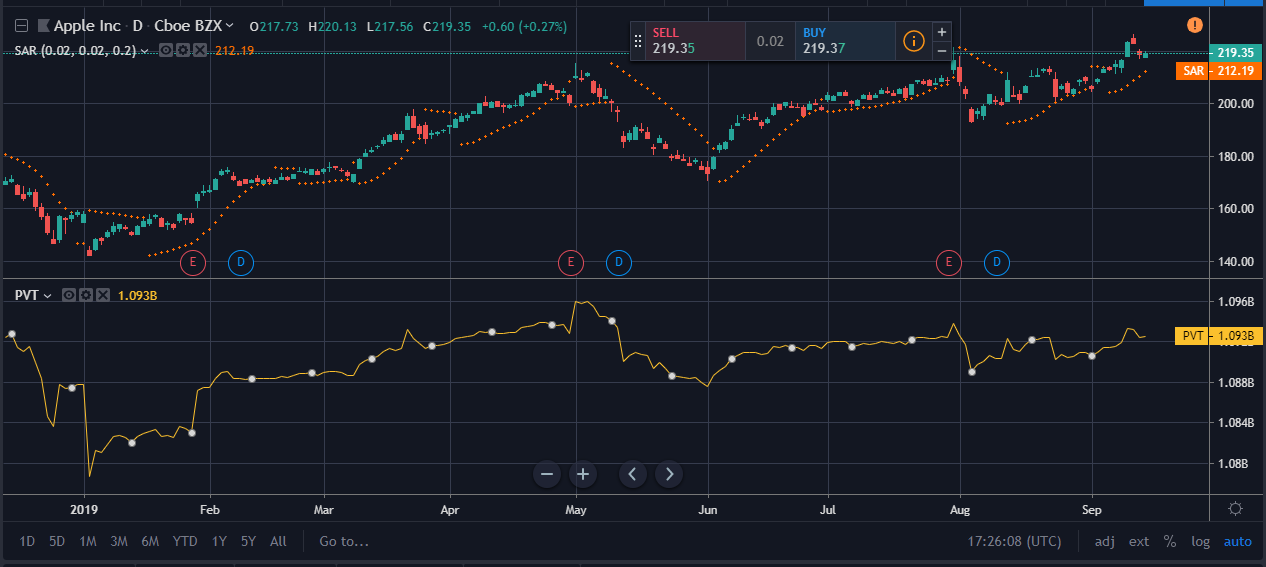 Apple Inc · D · Cboe BZX O217.73 H220.13 L217.56 C219.35 +0.60 (+0.27%)
SAR (0.02, 0.02, 0.2) 212.19
SELL
219.35
0.02
BUY
219.37
219.35
SAR 212.19
200.00
180.00
160.00
140.00
E D E D E D
PVT 1.093B
1.096B
PVT 1.093B
1.088B
1.084B
1.08B
2019 Feb Mar Apr May Jun Jul Aug Sep
1D 5D 1M 3M 6M YTD 1Y 5Y All Go to... 17:26:08 (UTC) adj ext % log auto